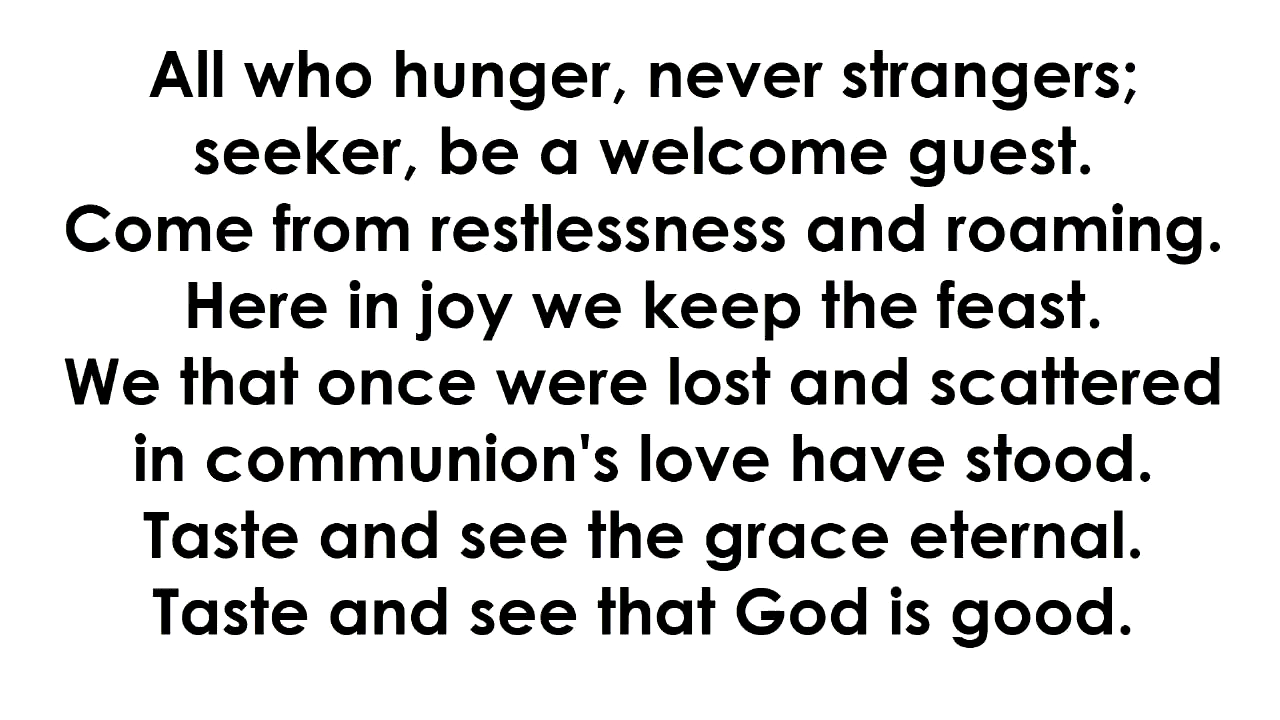 All who hunger, never strangers;
seeker, be a welcome guest.
Come from restlessness and roaming.
Here in joy we keep the feast.
We that once were lost and scattered
in communion's love have stood.
Taste and see the grace eternal.
Taste and see that God is good.